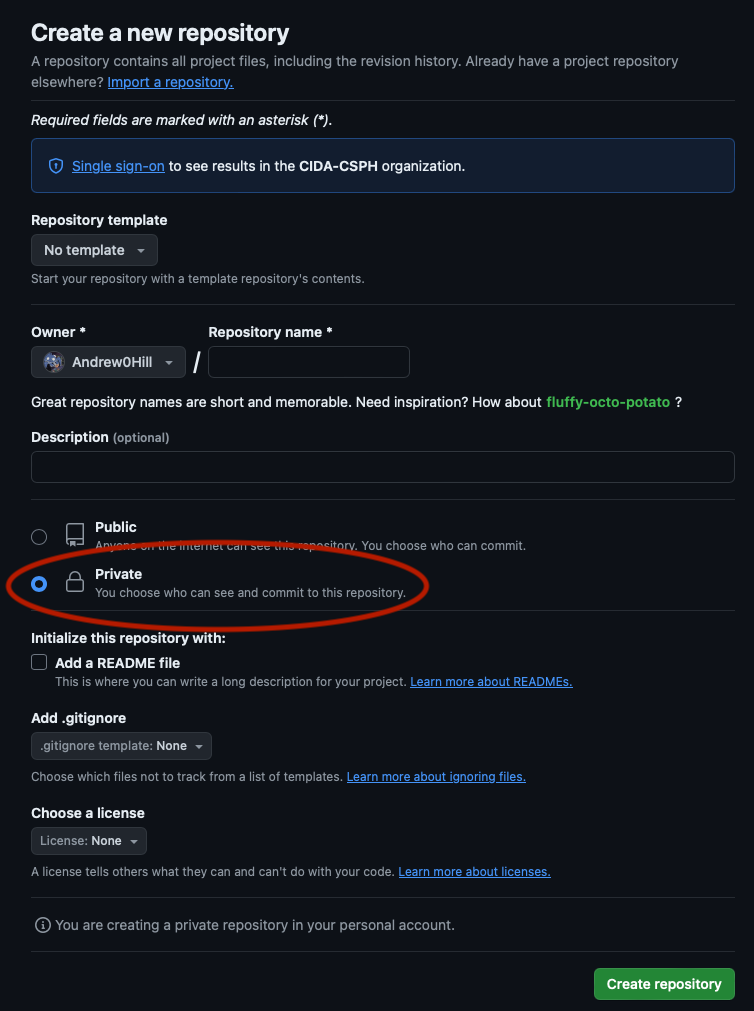 Create a new repository
A repository contains all project files, including the revision history. Already have a project repository
elsewhere? Import a repository.
Required fields are marked with an asterisk (*).
Single sign-on to see results in the CIDA-CSPH organization.
Repository template
No template
Start your repository with a template repository's contents.
Owner *
Repository name *
Andrew0Hill
/
Great repository names are short and memorable. Need inspiration? How about fluffy-octo-potato ?
Description (optional)
Public
Anyone on the internet can see this repository. You choose who can commit.
Private
You choose who can see and commit to this repository.
Initialize this repository with:
Add a README file
This is where you can write a long description for your project. Learn more about READMEs.
Add .gitignore
.gitignore template: None
Choose which files not to track from a list of templates. Learn more about ignoring files.
Choose a license
License: None
A license tells others what they can and can't do with your code. Learn more about licenses.
You are creating a private repository in your personal account.
Create repository